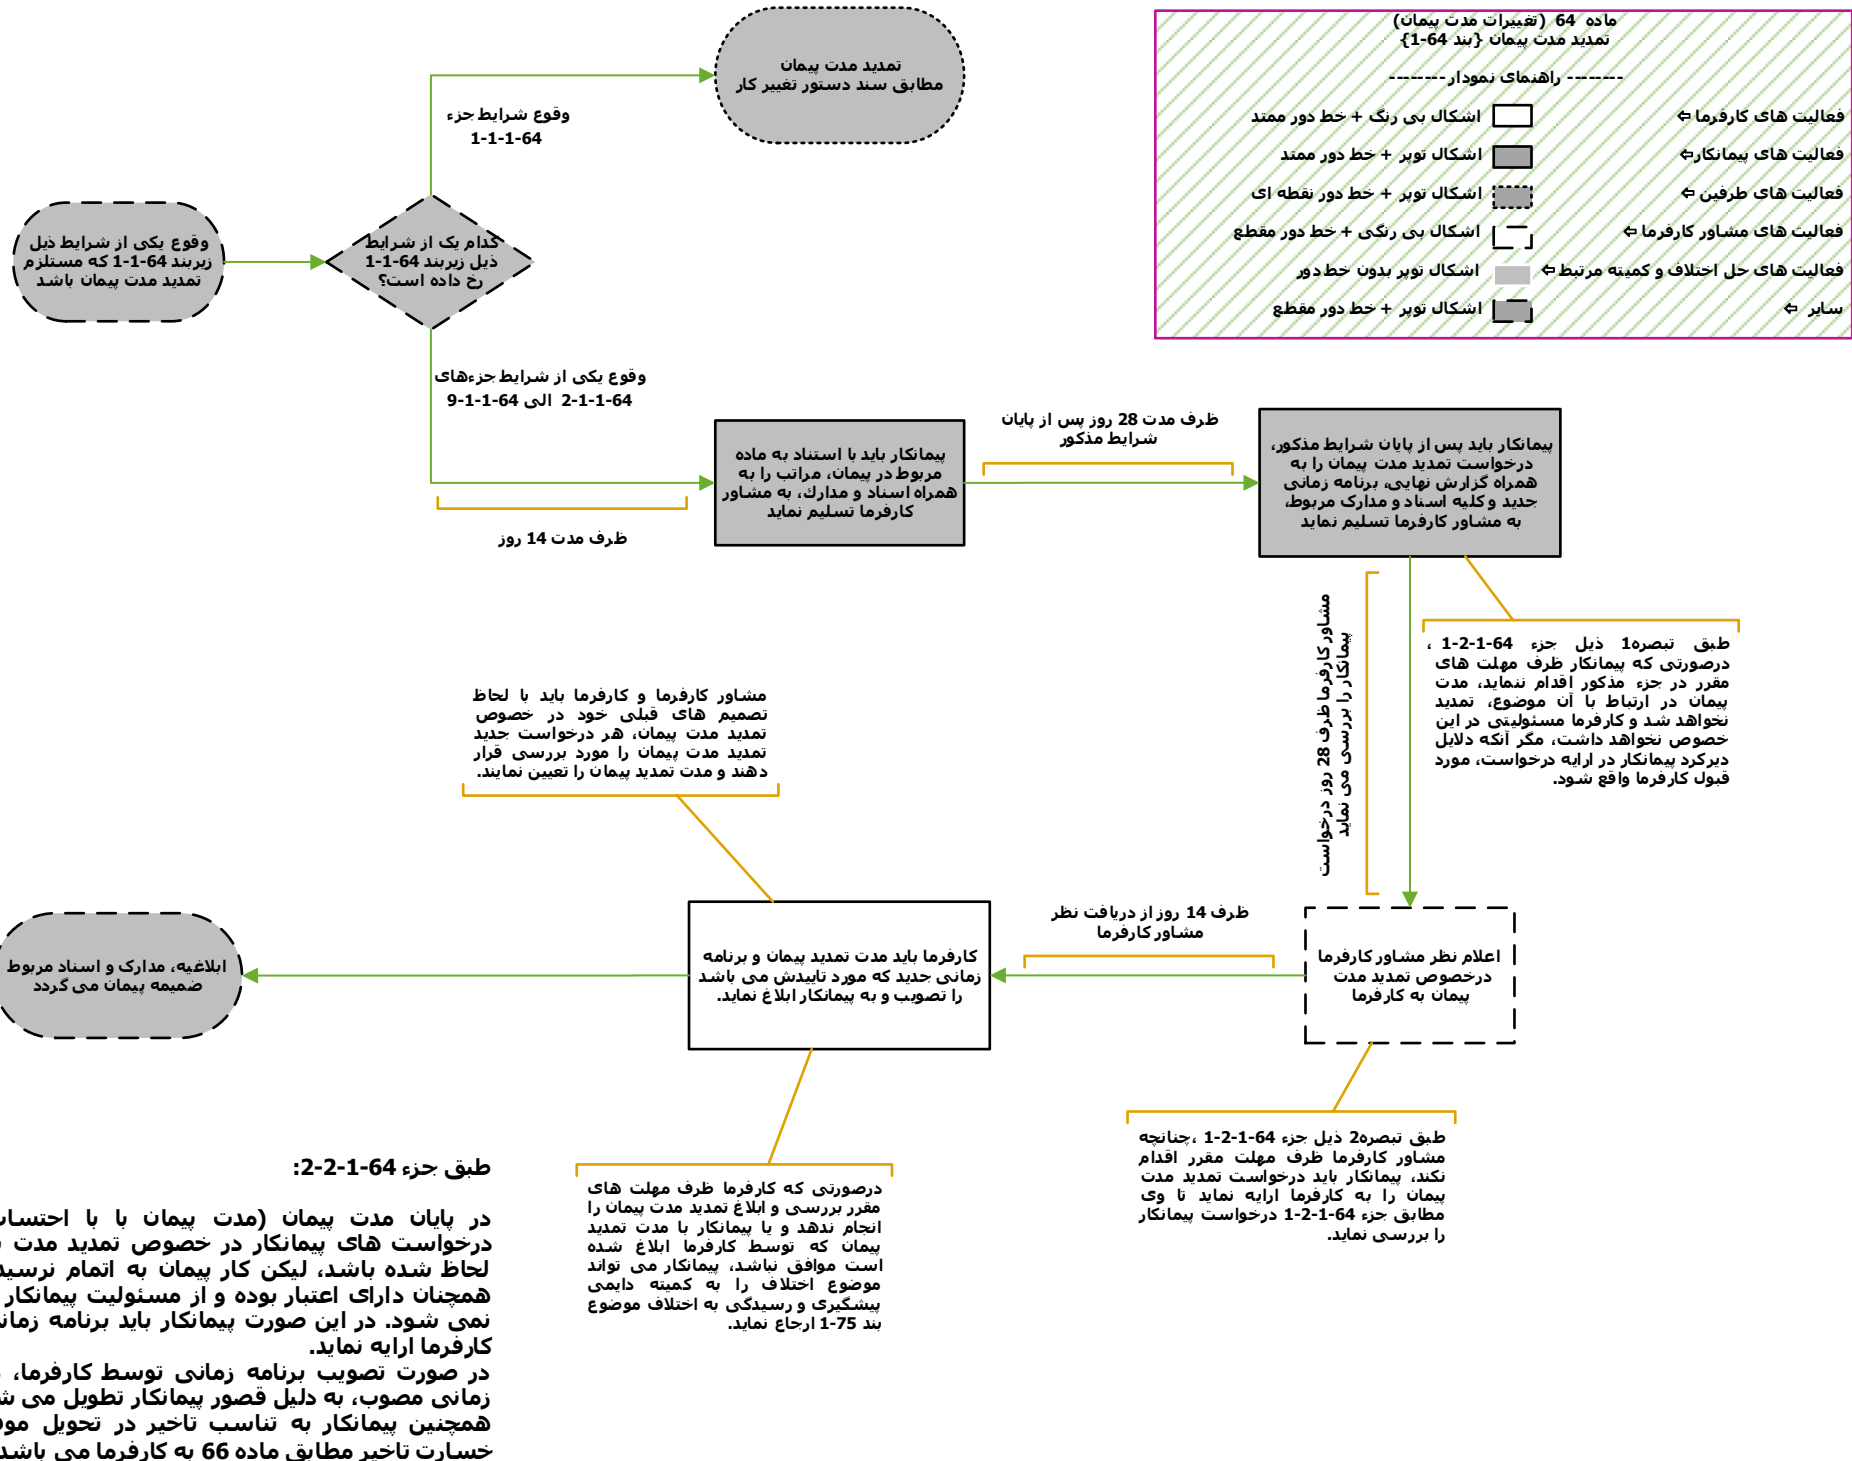 ماده 64 (تغییرات مدت پیمان)
تمدید مدت پیمان {بند 64-1}
-------- راهنمای نمودار--------
فعالیت های کارفرما ⇦ اشکال بی رنگ + خط دور ممتد
فعالیت های پیمانکار⇦ اشکال توپر + خط دور ممتد
فعالیت های طرفین ⇦ اشکال توپر + خط دور نقطه ای
فعالیت های مشاور کارفرما ⇦ اشکال بی رنگی + خط دور مقطع
فعالیت های حل اختلاف و کمیته مرتبط ⇦ اشکال توپر بدون خط دور
سایر ⇦ اشکال توپر + خط دور مقطع
وقوع یکی از شرایط ذیل
زیربند 64-1-1 که مستلزم
تمدید مدت پیمان باشد
کدام یک از شرایط
ذیل زیربند 64-1-1
رخ داده است؟
وقوع شرایط جزء
64-1-1-1
تمدید مدت پیمان
مطابق سند دستور تغییر کار
وقوع یکی از شرایط جزءهای
64-1-1-2 الی 64-1-1-9
ظرف مدت 14 روز
پیمانکار باید با استناد به ماده
مربوط در پیمان، مراتب را به
همراه اسناد و مدارك، به مشاور
کارفرما تسلیم نماید
ظرف مدت 28 روز پس از پایان
شرایط مذکور
پیمانکار باید پس از پایان شرایط مذکور،
درخواست تمدید مدت پیمان را به
همراه گزارش نهایی، برنامه زمانی
جدید و کلیه اسناد و مدارک مربوط،
به مشاور کارفرما تسلیم نماید
مشاور کارفرما ظرف 28 روز درخواست
پیمانکار را بررسی می نماید
طبق تبصره1 ذیل جزء 64-1-2-1 ،
درصورتی که پیمانکار ظرف مهلت های
مقرر در جزء مذکور اقدام ننماید، مدت
پیمان در ارتباط با آن موضوع، تمدید
نخواهد شد و کارفرما مسئولیتی در این
خصوص نخواهد داشت، مگر آنکه دلایل
دیرکرد پیمانکار در ارایه درخواست، مورد
قبول کارفرما واقع شود.
اعلام نظر مشاور کارفرما
درخصوص تمدید مدت
پیمان به کارفرما
طبق تبصره2 ذیل جزء 64-1-2-1 ،چنانچه
مشاور کارفرما ظرف مهلت مقرر اقدام
نکند، پیمانکار باید درخواست تمدید مدت
پیمان را به کارفرما ارایه نماید تا وی
مطابق جزء 64-1-2-1 درخواست پیمانکار
را بررسی نماید.
ظرف 14 روز از دریافت نظر
مشاور کارفرما
مشاور کارفرما و کارفرما باید با لحاظ
تصمیم های قبلی خود در خصوص
تمدید مدت پیمان، هر درخواست جدید
تمدید مدت پیمان را مورد بررسی قرار
دهند و مدت تمدید پیمان را تعیین نمایند.
کارفرما باید مدت تمدید پیمان و برنامه
زمانی جدید که مورد تاییدش می باشد
را تصویب و به پیمانکار ابلاغ نماید.
درصورتی که کارفرما ظرف مهلت های
مقرر بررسی و ابلاغ تمدید مدت پیمان را
انجام ندهد و یا پیمانکار با مدت تمدید
پیمان که توسط کارفرما ابلاغ شده
است موافق نباشد، پیمانکار می تواند
موضوع اختلاف را به کمیته دایمی
پیشگیری و رسیدگی به اختلاف موضوع
بند 75-1 ارجاع نماید.
ابلاغیه، مدارک و اسناد مربوط
ضمیمه پیمان می گردد
طبق جزء 64-1-2-2:
در پایان مدت پیمان (مدت پیمان با با
درخواست های پیمانکار در خصوص تمدید مدت
لحاظ شده باشد، لیکن کار پیمان به اتمام
همچنان دارای اعتبار بوده و از مسئولیت پیمانکار
نمی شود. در این صورت پیمانکار باید برنامه
کارفرما ارایه نماید.
در صورت تصویب برنامه زمانی توسط کارفرما،
زمانی مصوب، به دلیل قصور پیمانکار تطویل می
همچنین پیمانکار به تناسب تاخیر در تحویل
خسارت تاخیر مطابق ماده 66 به کارفرما می باشد